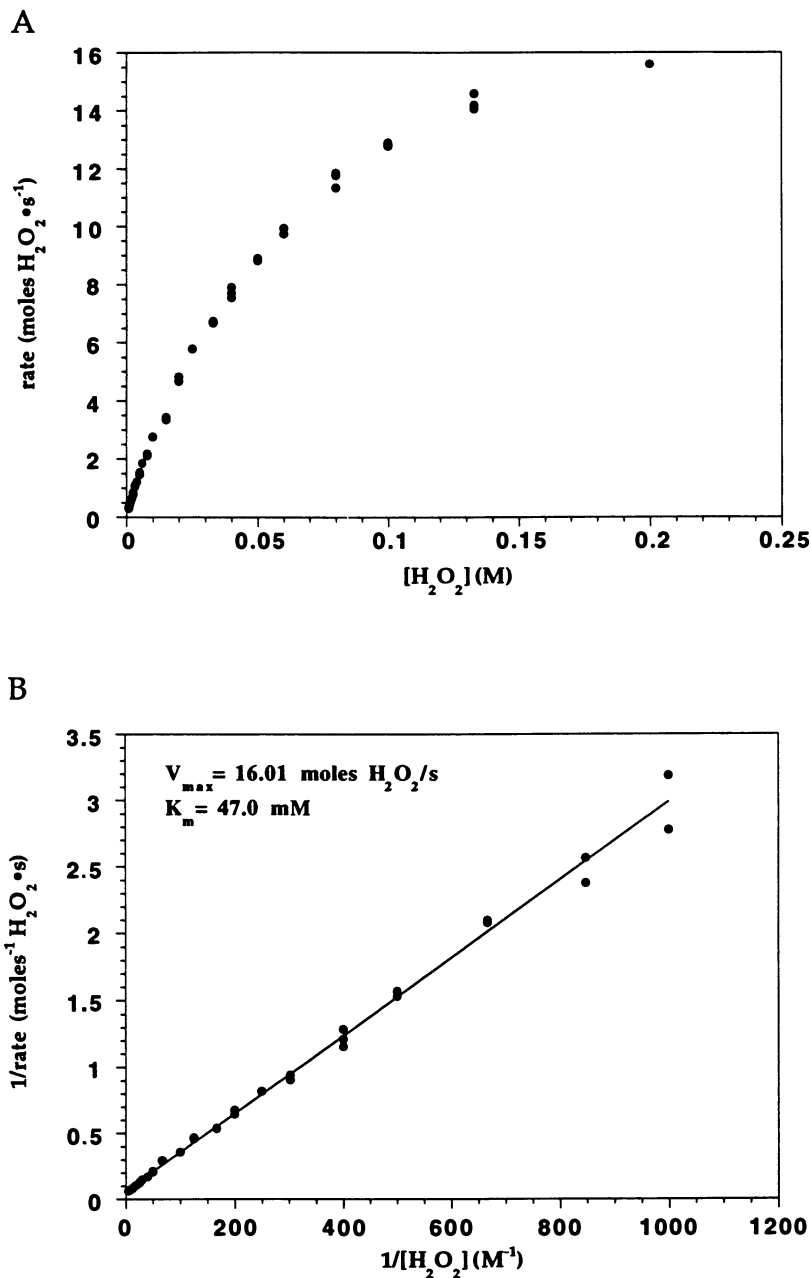 A
16
14
12
10
8
6
4
2
0
rate (moles H₂O₂•s⁻¹)
0 0.05 0.1 0.15 0.2 0.25
[H₂O₂] (M)
B
3.5
3
2.5
2
1.5
1
0.5
0
1/rate (moles⁻¹ H₂O₂•s)
Vmax= 16.01 moles H₂O₂/s
Km= 47.0 mM
0 200 400 600 800 1000 1200
1/[H₂O₂] (M⁻¹)